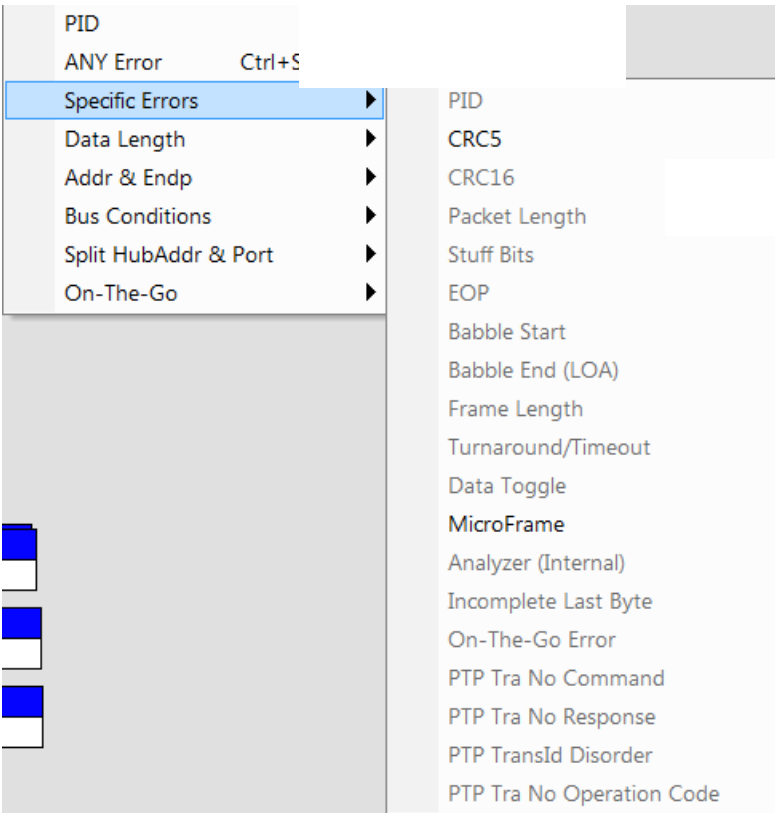 PID
ANY Error Ctrl+S
Specific Errors
Data Length
Addr & Endp
Bus Conditions
Split HubAddr & Port
On-The-Go
PID
CRC5
CRC16
Packet Length
Stuff Bits
EOP
Babble Start
Babble End (LOA)
Frame Length
Turnaround/Timeout
Data Toggle
MicroFrame
Analyzer (Internal)
Incomplete Last Byte
On-The-Go Error
PTP Tra No Command
PTP Tra No Response
PTP TransId Disorder
PTP Tra No Operation Code